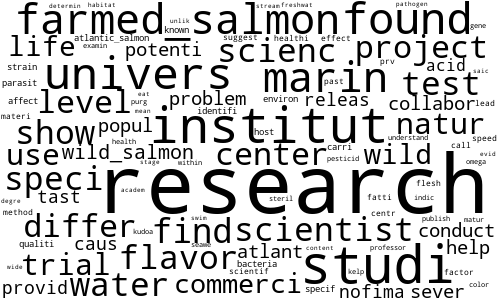 determin habitat stream freshwat pathogen
farmed salmon found
unlik gene
life atlantic_salmon known suggest healthi effect project
examin potenti scienc
strain univers marin acid test
parasit past prv saic
affect level purg eat problem environ releas collabor lead
materi mean identifi
show popul institut natur
host understand speed
health carri call evid
use wild_salmon center wild
stage within pesticid omega
speci research
tast academ steril fatti flesh indic
degre
method differ find scientist centr publish matur conduct
swim
qualiti caus kudoa seawe atlant content professor help
wide trial flavor bacteria studi
scientif kelp factor
provid water commerci specif nofima sever color